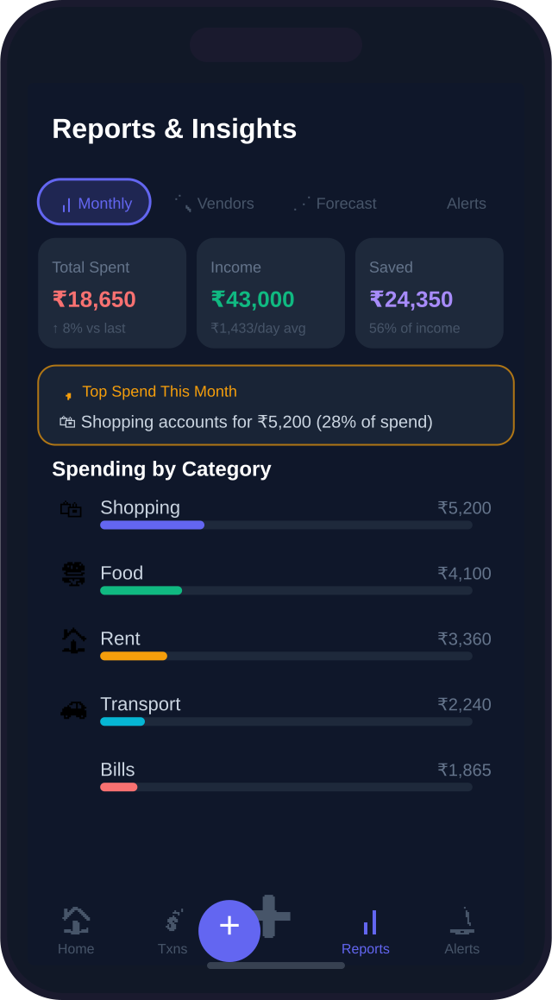 Reports & Insights
Monthly Vendors Forecast Alerts
Total Spent Income Saved
₹18,650 ₹43,000 ₹24,350
↑ 8% vs last ₹1,433/day avg 56% of income
Top Spend This Month
Shopping accounts for ₹5,200 (28% of spend)
Spending by Category
Shopping ₹5,200
Food ₹4,100
Rent ₹3,360
Transport ₹2,240
Bills ₹1,865
+
Home Txns Reports Alerts